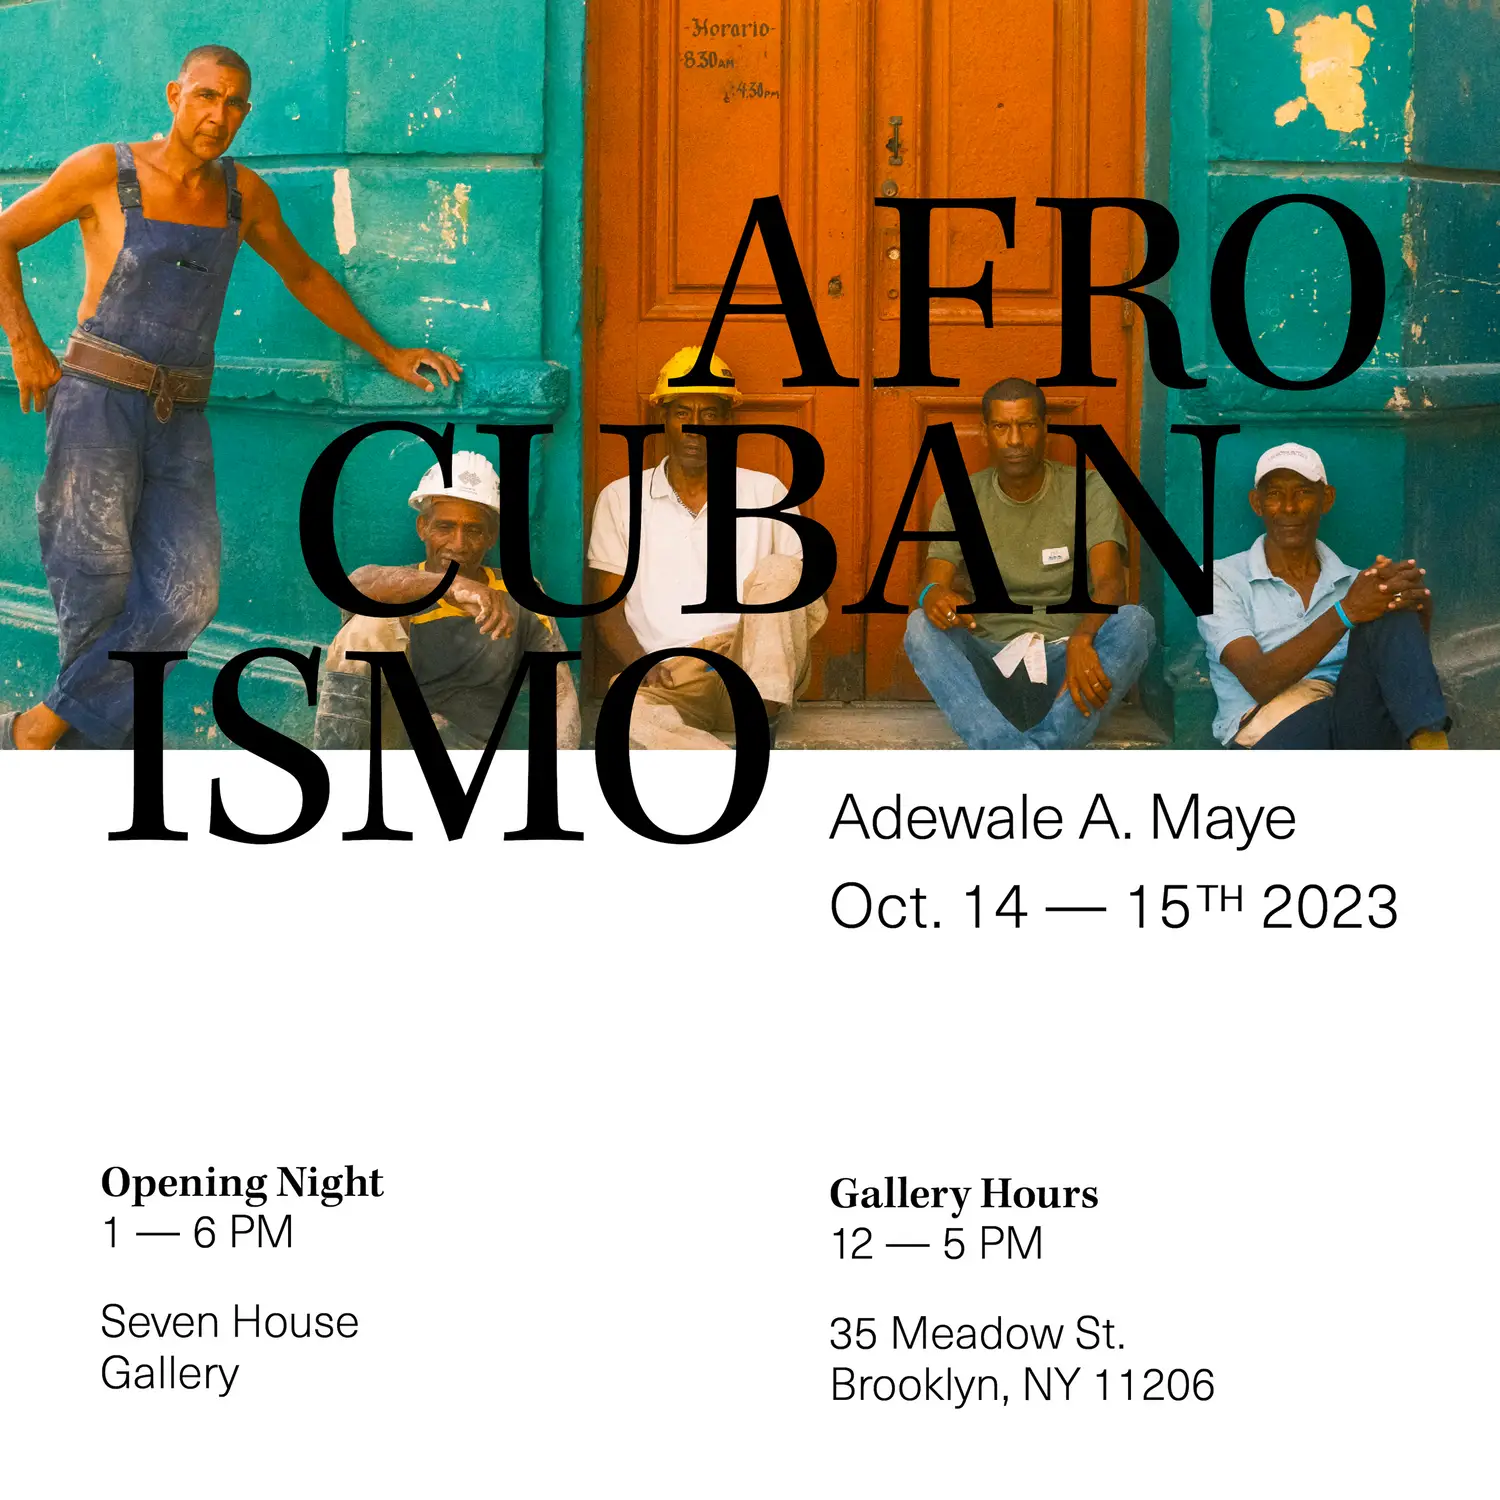 -Horario-
8.30AM
4.30PM
AFRO
CUBAN
ISMO
Adewale A. Maye
Oct. 14 — 15TH 2023
Opening Night
1 — 6 PM
Seven House
Gallery
Gallery Hours
12 — 5 PM
35 Meadow St.
Brooklyn, NY 11206